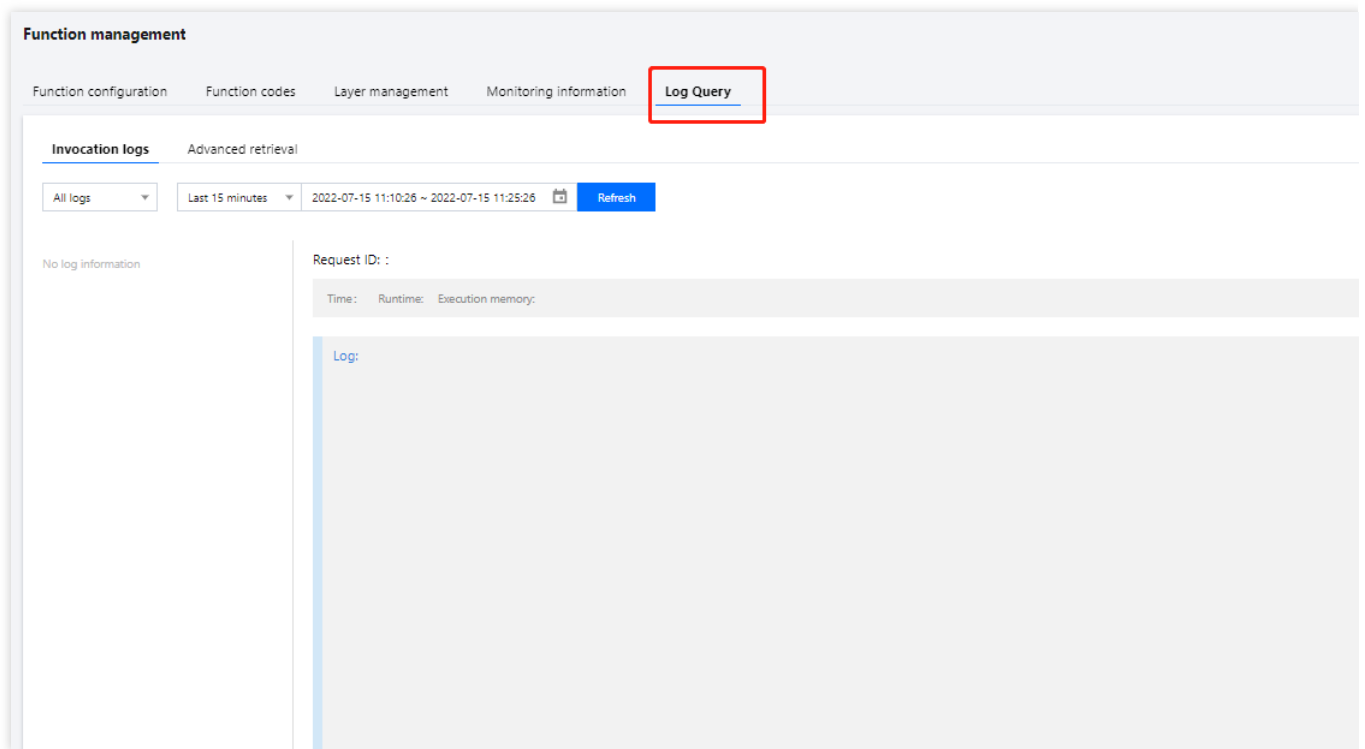 Function management
Function configuration Function codes Layer management Monitoring information Log Query
Invocation logs Advanced retrieval
All logs Last 15 minutes 2022-07-15 11:10:26 ~ 2022-07-15 11:25:26 Refresh
No log information
Request ID: :
Time: Runtime: Execution memory:
Log: